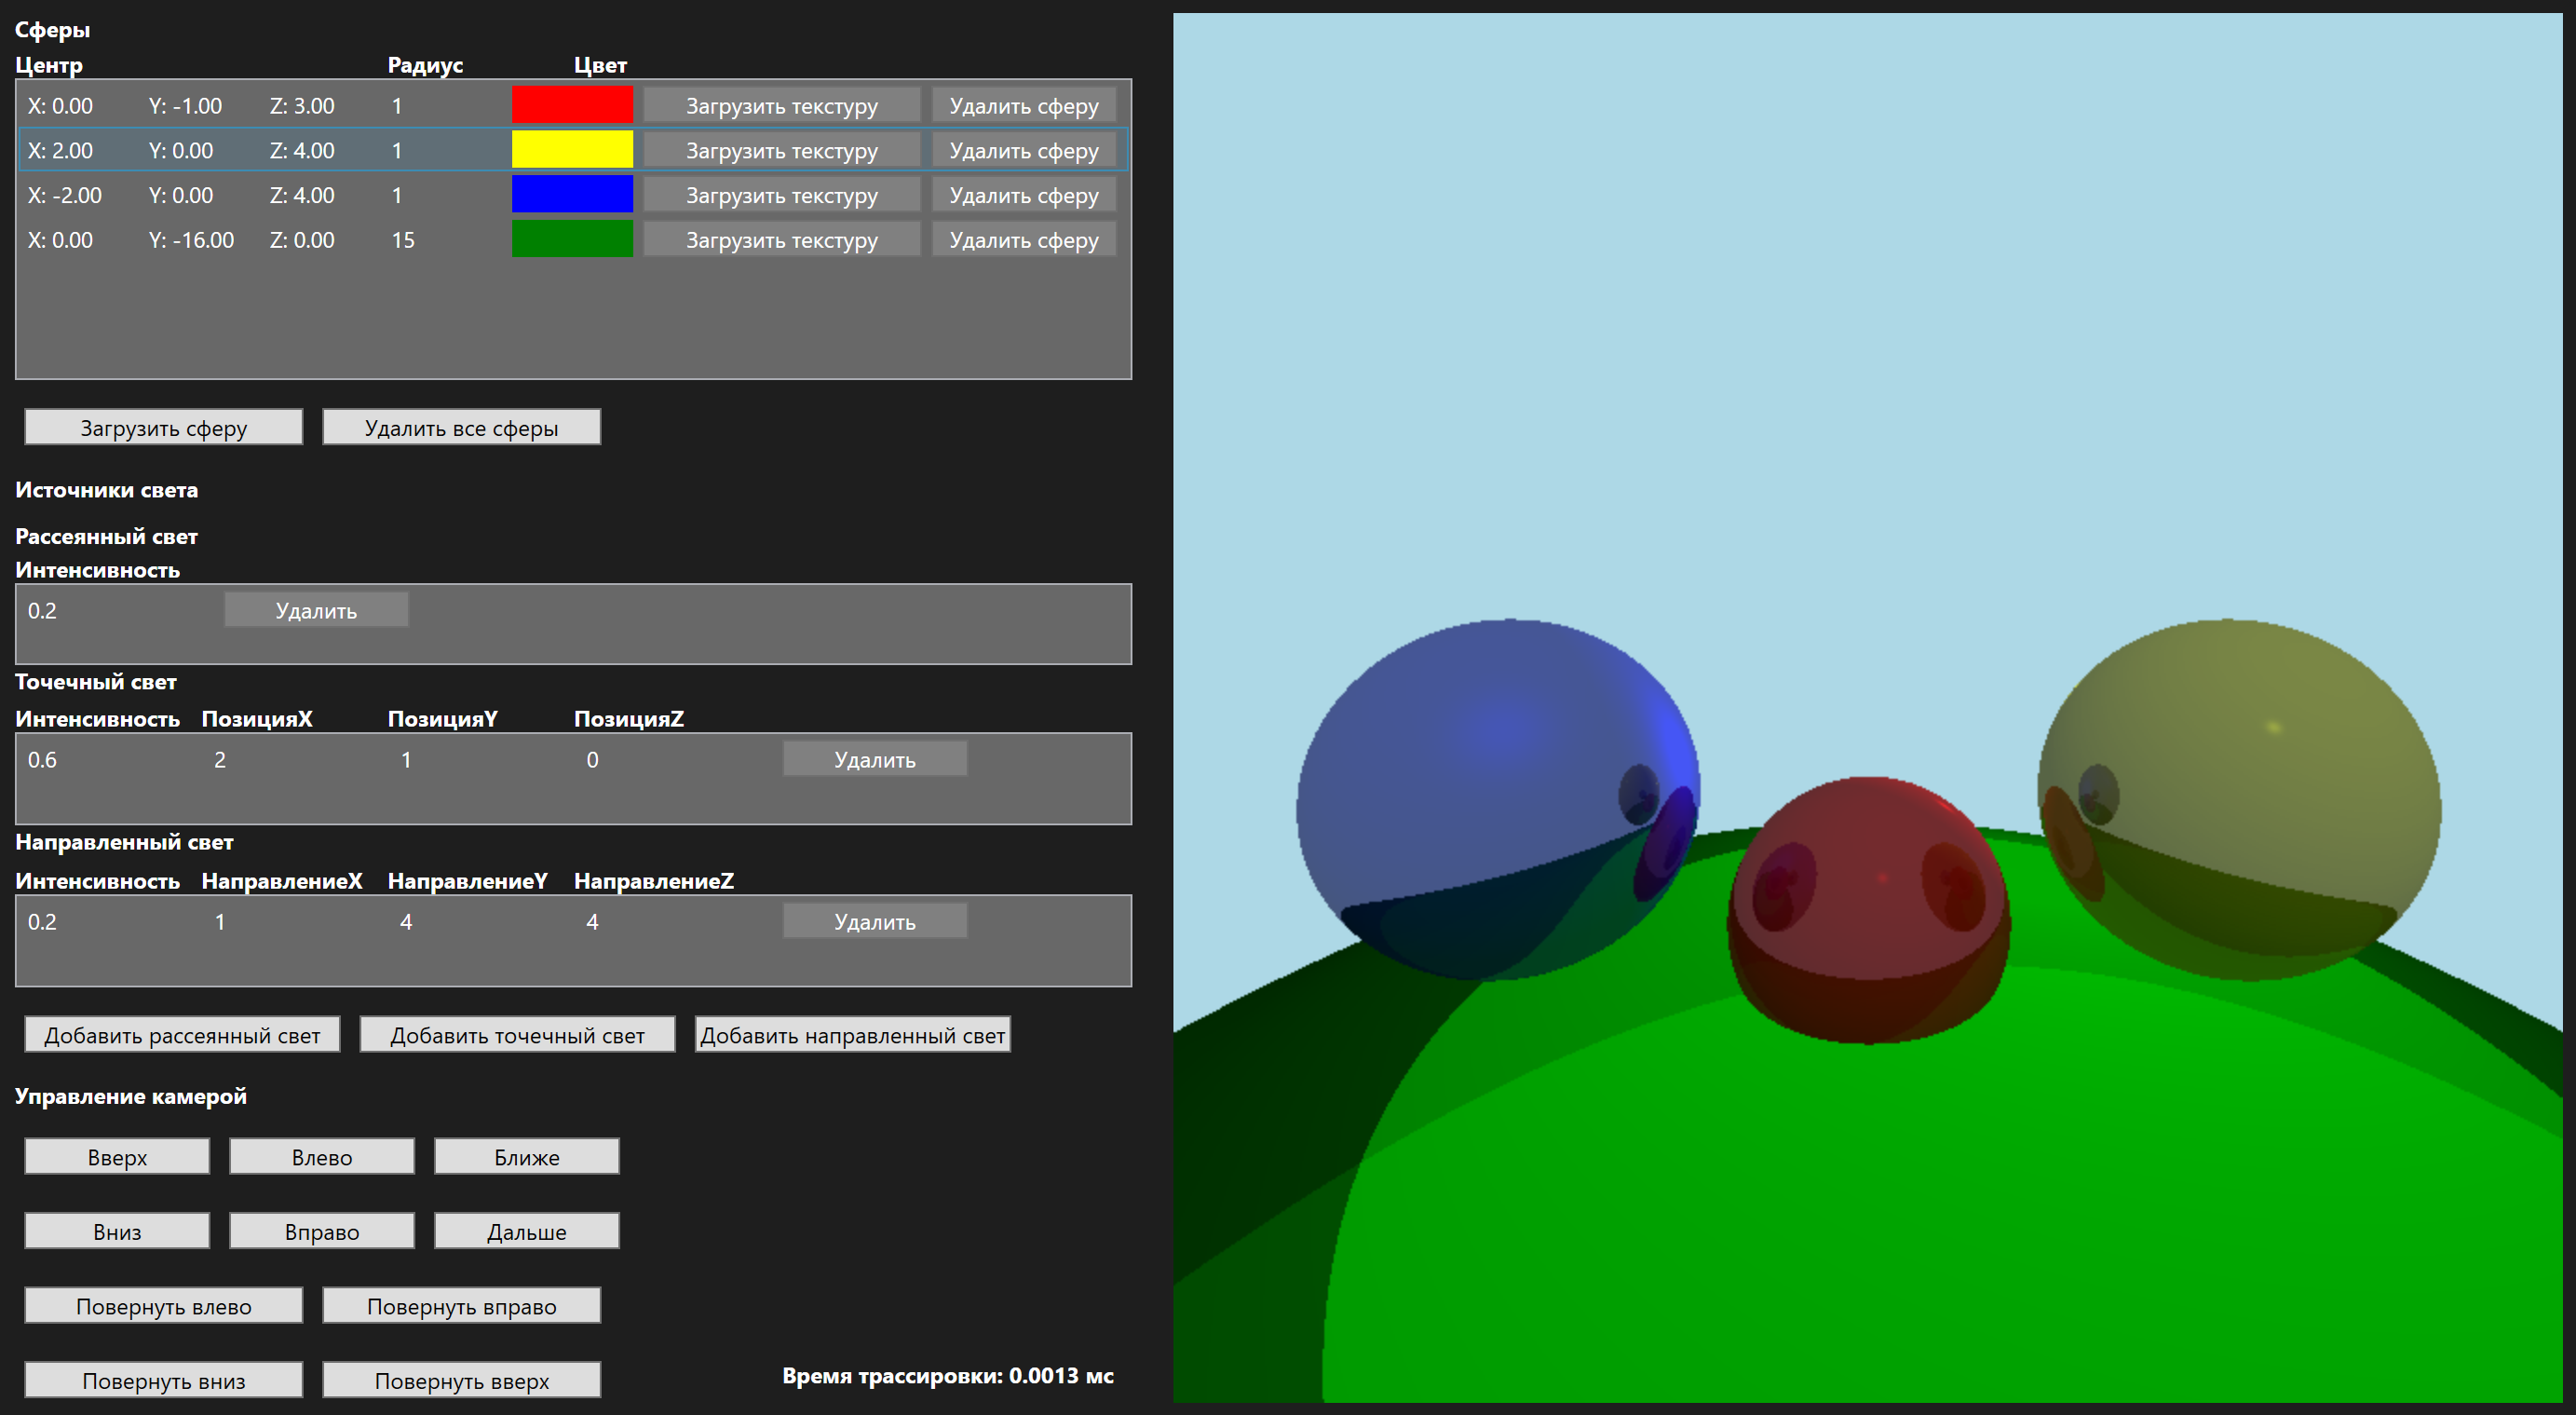 Сферы
Центр Радиус Цвет
X: 0.00 Y: -1.00 Z: 3.00 1 Загрузить текстуру Удалить сферу
X: 2.00 Y: 0.00 Z: 4.00 1 Загрузить текстуру Удалить сферу
X: -2.00 Y: 0.00 Z: 4.00 1 Загрузить текстуру Удалить сферу
X: 0.00 Y: -16.00 Z: 0.00 15 Загрузить текстуру Удалить сферу
Загрузить сферу Удалить все сферы
Источники света
Рассеянный свет
Интенсивность
0.2 Удалить
Точечный свет
Интенсивность ПозицияX ПозицияY ПозицияZ
0.6 2 1 0 Удалить
Направленный свет
Интенсивность НаправлениеX НаправлениеY НаправлениеZ
0.2 1 4 4 Удалить
Добавить рассеянный свет Добавить точечный свет Добавить направленный свет
Управление камерой
Вверх Влево Ближе
Вниз Вправо Дальше
Повернуть влево Повернуть вправо
Повернуть вниз Повернуть вверх Время трассировки: 0.0013 мс